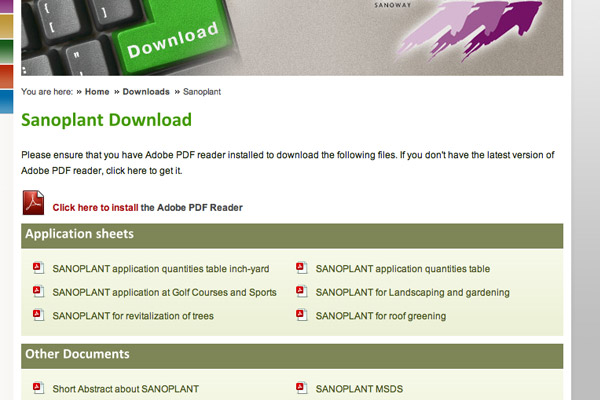 SANOWAY
Download
You are here: » Home » Downloads » Sanoplant
Sanoplant Download
Please ensure that you have Adobe PDF reader installed to download the following files. If you don't have the latest version of
Adobe PDF reader, click here to get it.
Click here to install the Adobe PDF Reader
Application sheets
SANOPLANT application quantities table inch-yard
SANOPLANT application quantities table
SANOPLANT application at Golf Courses and Sports
SANOPLANT for Landscaping and gardening
SANOPLANT for revitalization of trees
SANOPLANT for roof greening
Other Documents
Short Abstract about SANOPLANT
SANOPLANT MSDS